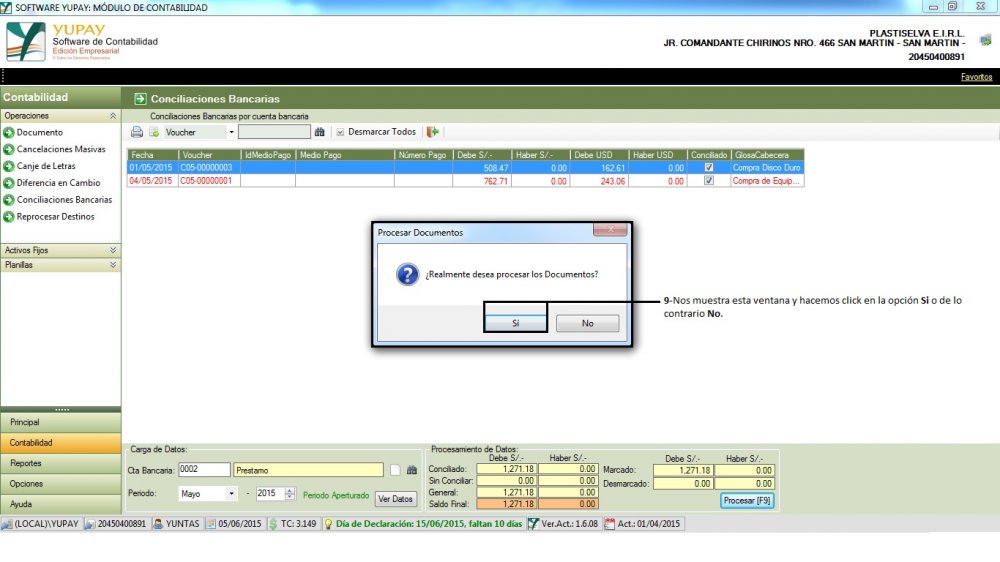 SOFTWARE YUPAY: MÓDULO DE CONTABILIDAD
YUPAY
Software de Contabilidad
Edición Empresarial
PLASTISELVA E.I.R.L.
JR. COMANDANTE CHIRINOS NRO. 466 SAN MARTIN - SAN MARTIN -
20450400891
Favoritos
Contabilidad
Conciliaciones Bancarias
Operaciones
Conciliaciones Bancarias por cuenta bancaria
Documento
Voucher
Desmarcar Todos
Cancelaciones Masivas
Canje de Letras
Diferencia en Cambio
Conciliaciones Bancarias
Reprocesar Destinos
Activos Fijos
Planillas
Fecha Voucher IdMedioPago Medio Pago Número Pago Debe S/.- Haber S/.- Debe USD Haber USD Conciliado GlosaCabecera
01/05/2015 C05-00000003 508.47 0.00 162.61 0.00 Compra Disco Duro
04/05/2015 C05-00000001 762.71 0.00 243.06 0.00 Compra de Equip...
Procesar Documentos
¿Realmente desea procesar los Documentos?
Si No
9-Nos muestra esta ventana y hacemos click en la opción Si o de lo
contrario No.
Principal
Contabilidad
Reportes
Opciones
Ayuda
Carga de Datos:
Cta Bancaria: 0002 Prestamo
Periodo: Mayo - 2015 Periodo Aperturado Ver Datos
Procesamiento de Datos:
Debe S/.- Haber S/.-
Conciliado: 1,271.18 0.00
Sin Conciliar: 0.00 0.00
General: 1,271.18 0.00
Saldo Final: 1,271.18 0.00
Debe S/.- Haber S/.-
Marcado: 1,271.18 0.00
Desmarcado: 0.00 0.00
Procesar [F9]
(LOCAL)\YUPAY 20450400891 YUNTAS 05/06/2015 TC: 3.149 Día de Declaración: 15/06/2015, faltan 10 días Ver.Act.: 1.6.08 Act.: 01/04/2015